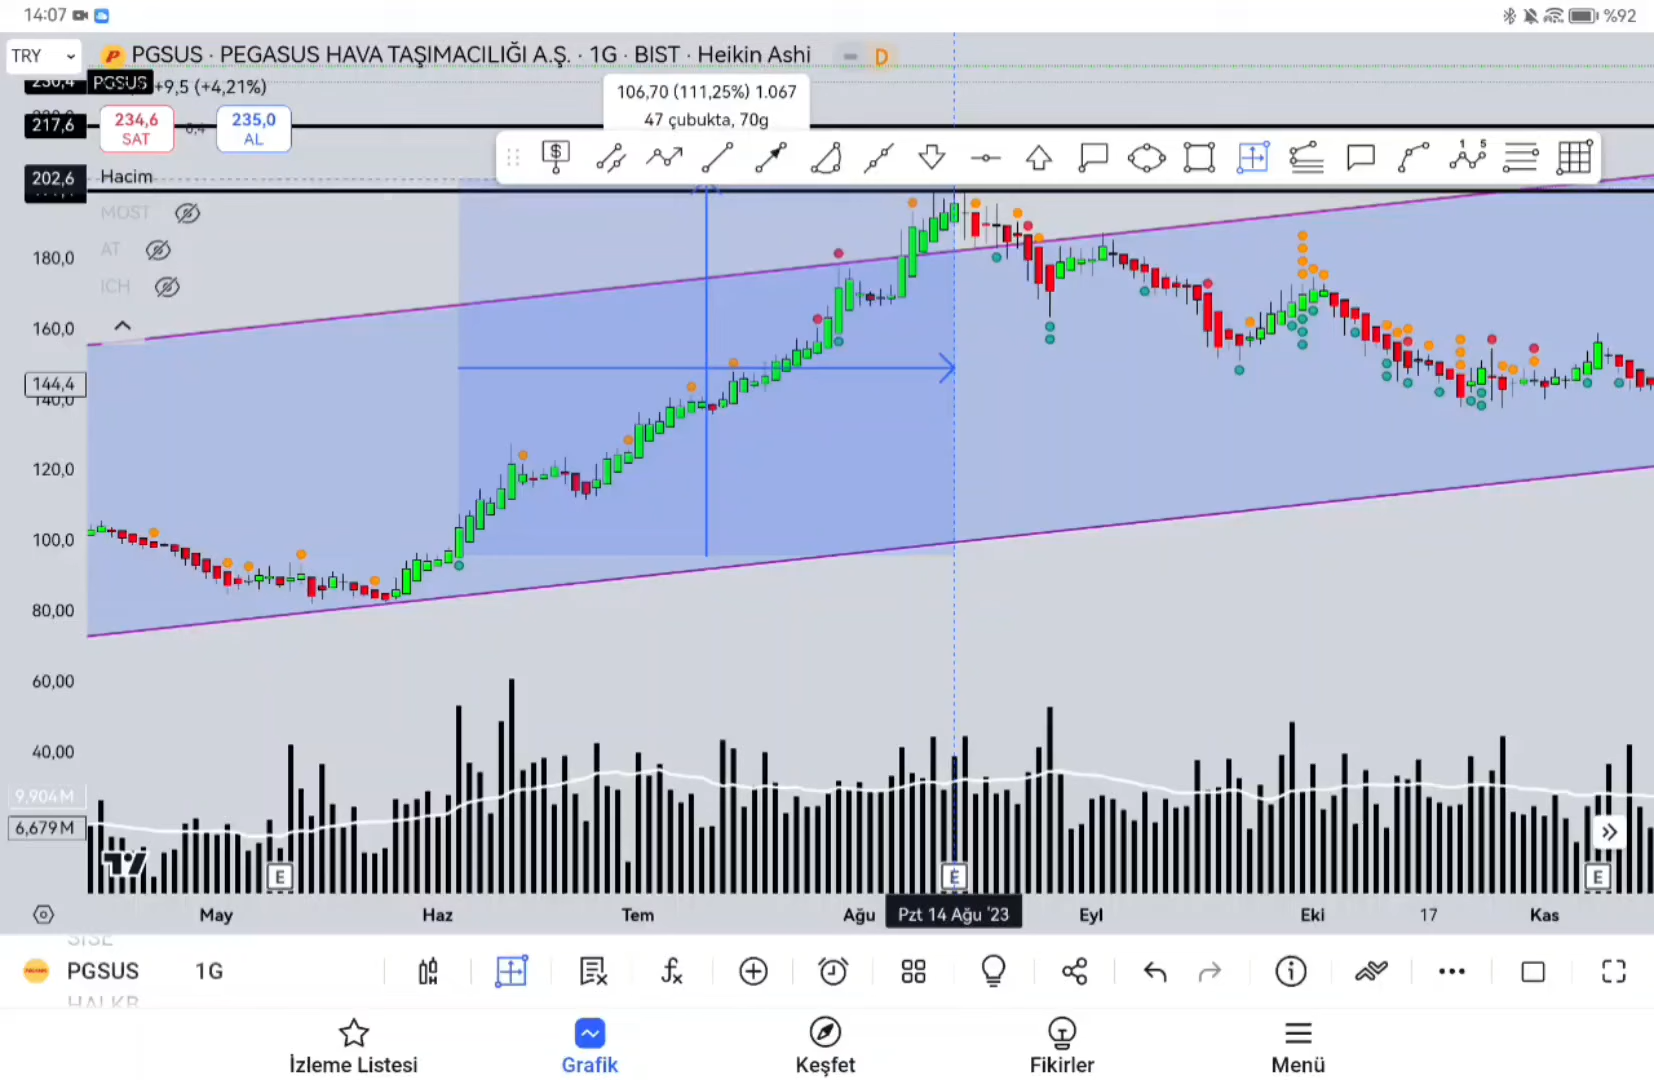 14:07
%92
TRY
PGSUS · PEGASUS HAVA TAŞIMACILIĞI A.Ş. · 1G · BIST · Heikin Ashi
D
PGSUS
+9,5 (+4,21%)
106,70 (111,25%) 1.067
47 çubukta, 70g
217,6
234,6
SAT
235,0
AL
202,6
Hacim
MOST
AT
ICH
180,0
160,0
144,4
140,0
120,0
100,0
80,00
60,00
40,00
9,904M
6,679M
E
E
E
May
Haz
Tem
Ağu
Pzt 14 Ağu '23
Eyl
Eki
17
Kas
SISE
PGSUS
1G
HALKB
İzleme Listesi
Grafik
Keşfet
Fikirler
Menü